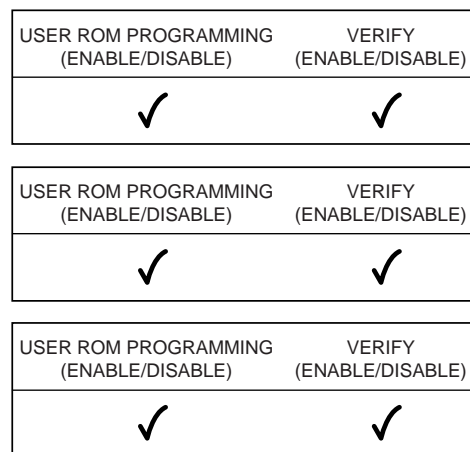 USER ROM PROGRAMMING VERIFY
(ENABLE/DISABLE) (ENABLE/DISABLE)
✓ ✓
USER ROM PROGRAMMING VERIFY
(ENABLE/DISABLE) (ENABLE/DISABLE)
✓ ✓
USER ROM PROGRAMMING VERIFY
(ENABLE/DISABLE) (ENABLE/DISABLE)
✓ ✓